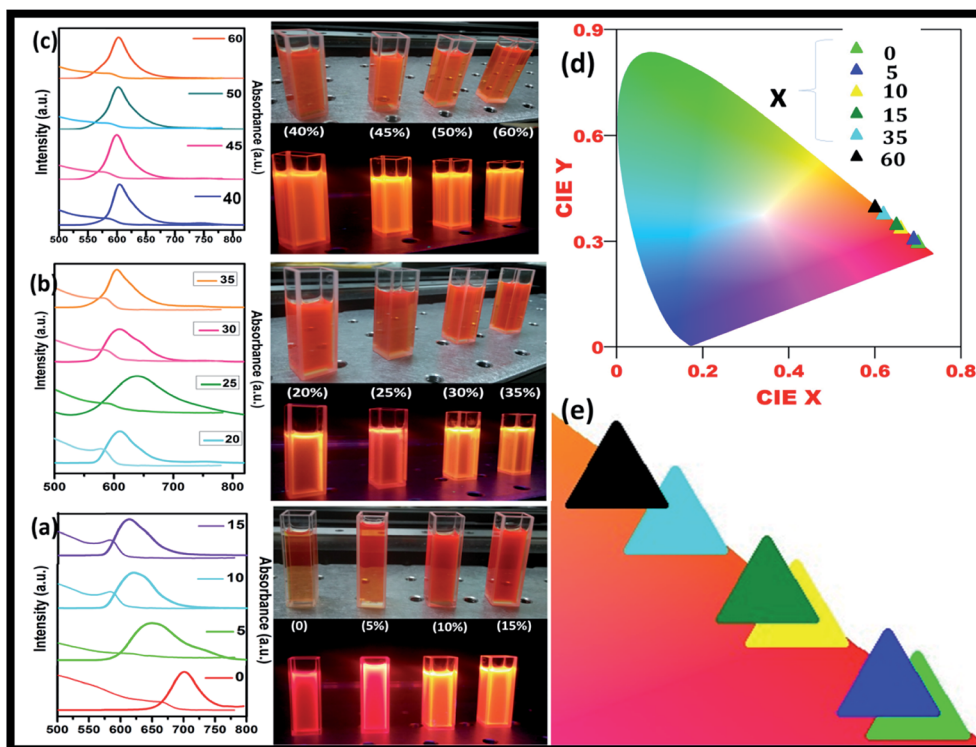 (c)
60
50
45
40
Intensity (a.u.)
Absorbance (a.u.)
500 550 600 650 700 750 800
(40%) (45%) (50%) (60%)
(b)
35
30
25
20
Intensity (a.u.)
Absorbance (a.u.)
500 600 700 800
(20%) (25%) (30%) (35%)
(a)
15
10
5
0
Intensity (a.u.)
Absorbance (a.u.)
500 550 600 650 700 750 800
(0) (5%) (10%) (15%)
(d)
0.9
0.6
0.3
0
CIE Y
X
0
5
10
15
35
60
0 0.2 0.4 0.6 0.8
CIE X
(e)